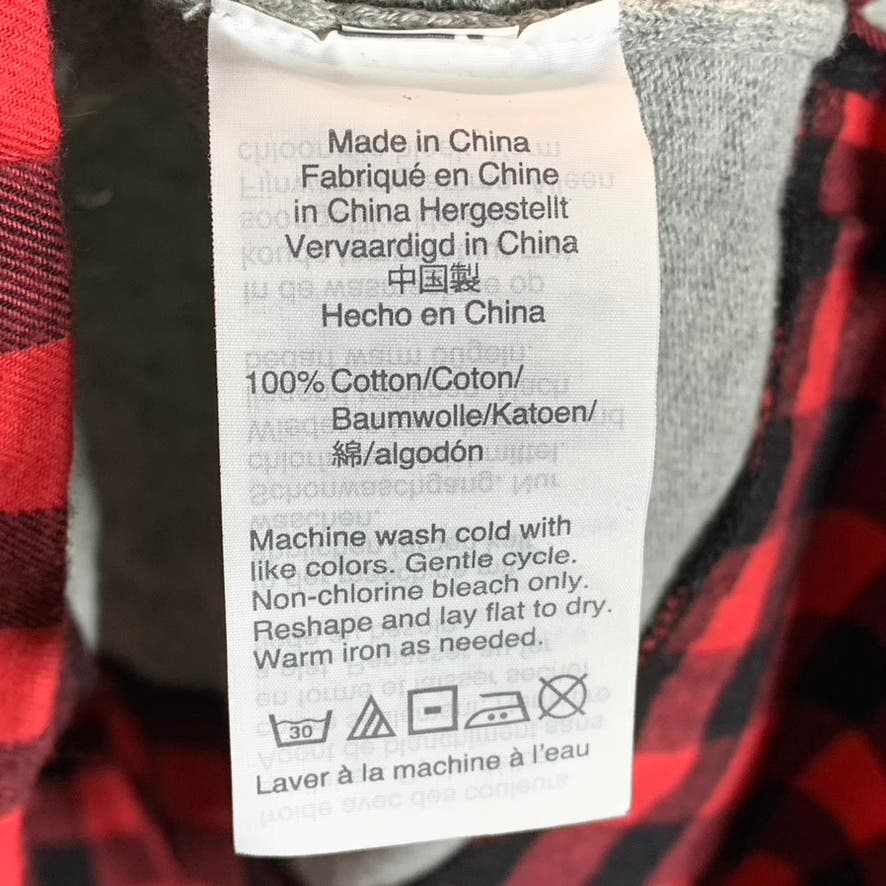 Made in China
Fabriqué en Chine
in China Hergestellt
Vervaardigd in China
中国製
Hecho en China
100% Cotton/Coton/
Baumwolle/Katoen/
綿/algodón
Machine wash cold with
like colors. Gentle cycle.
Non-chlorine bleach only.
Reshape and lay flat to dry.
Warm iron as needed.
30
Laver à la machine à l'eau